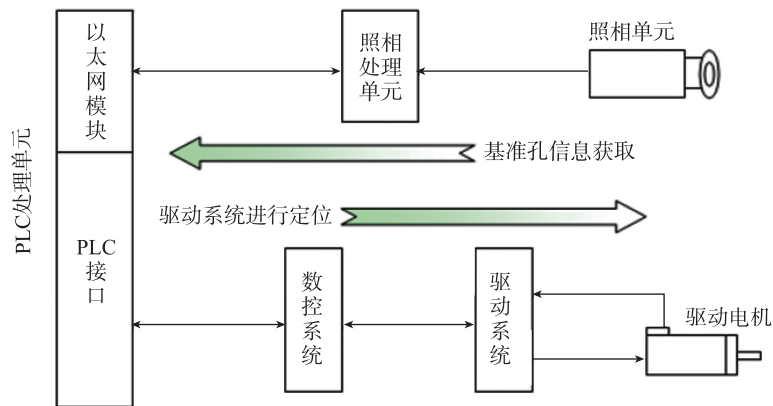 PLC处理单元
以太网模块
照相处理单元
照相单元
基准孔信息获取
驱动系统进行定位
PLC
接口
数控系统
驱动系统
驱动电机